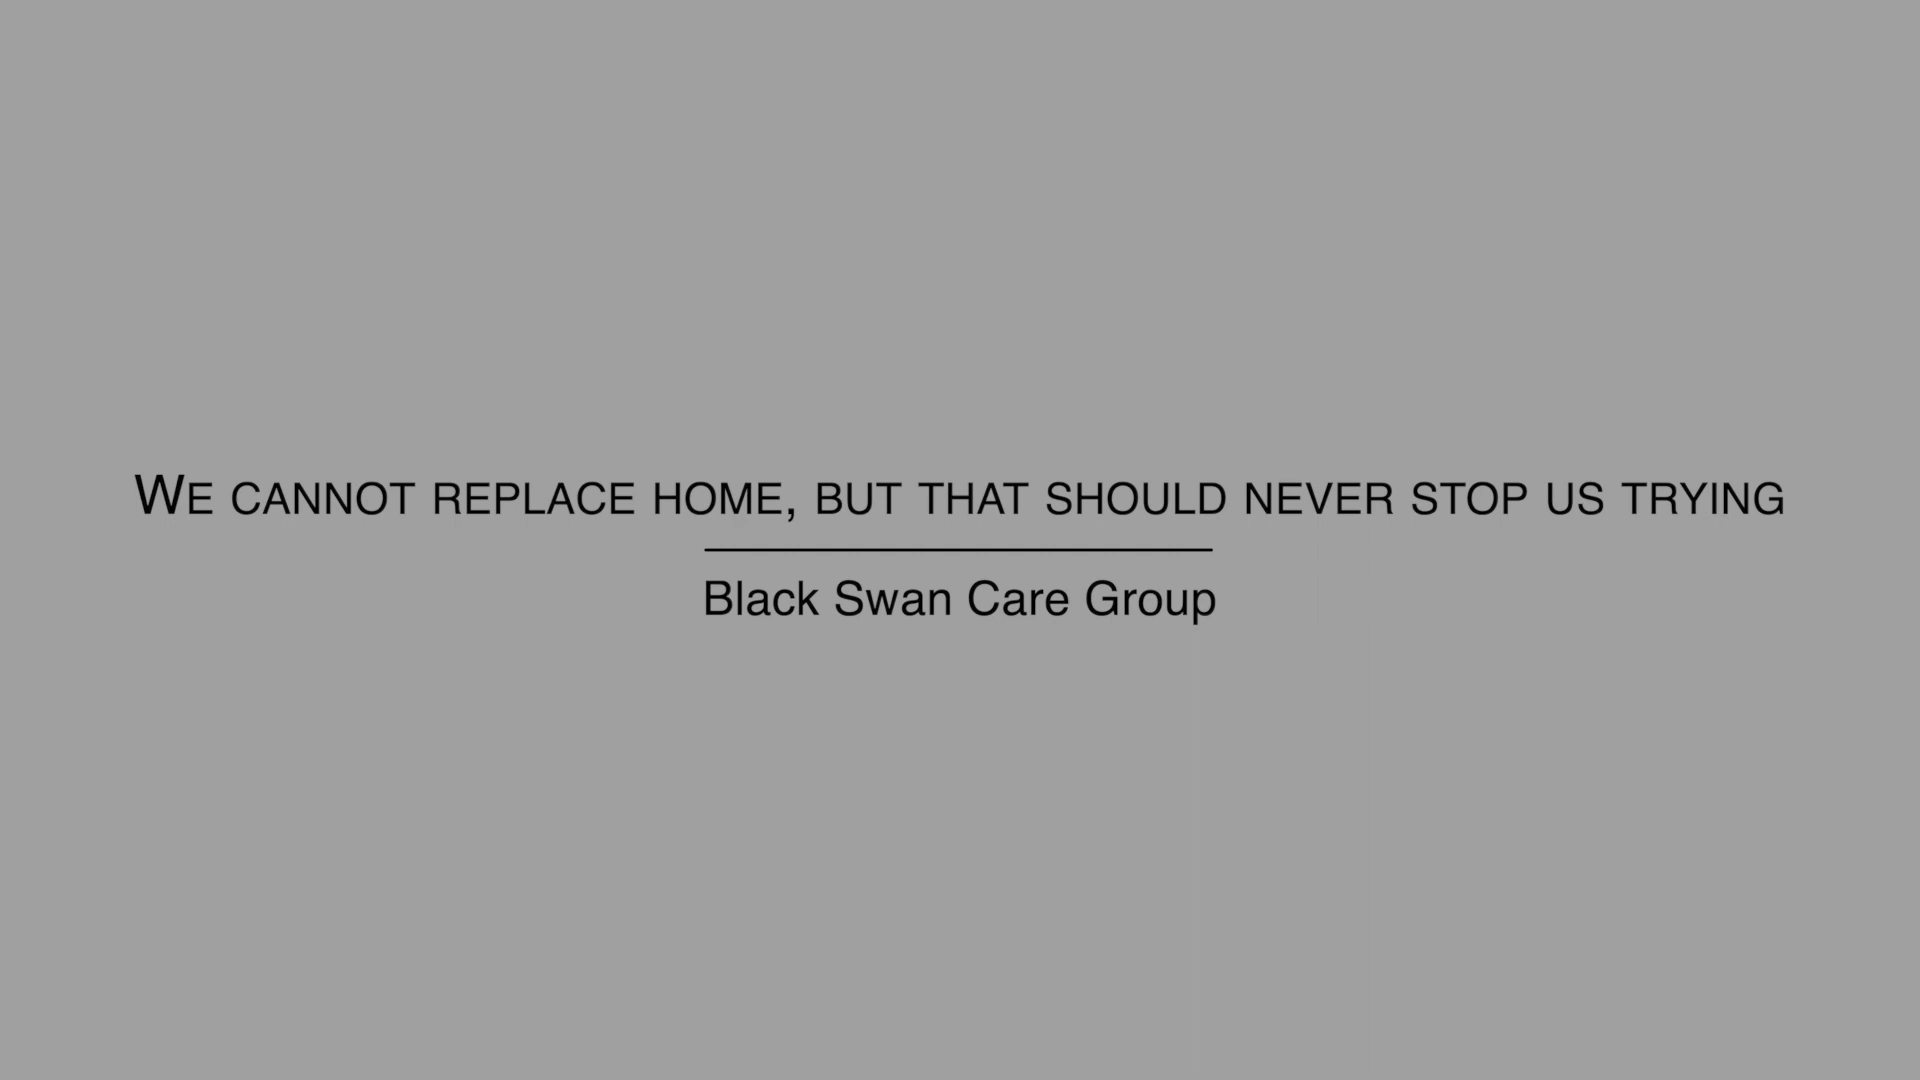 We cannot replace home, but that should never stop us trying
Black Swan Care Group